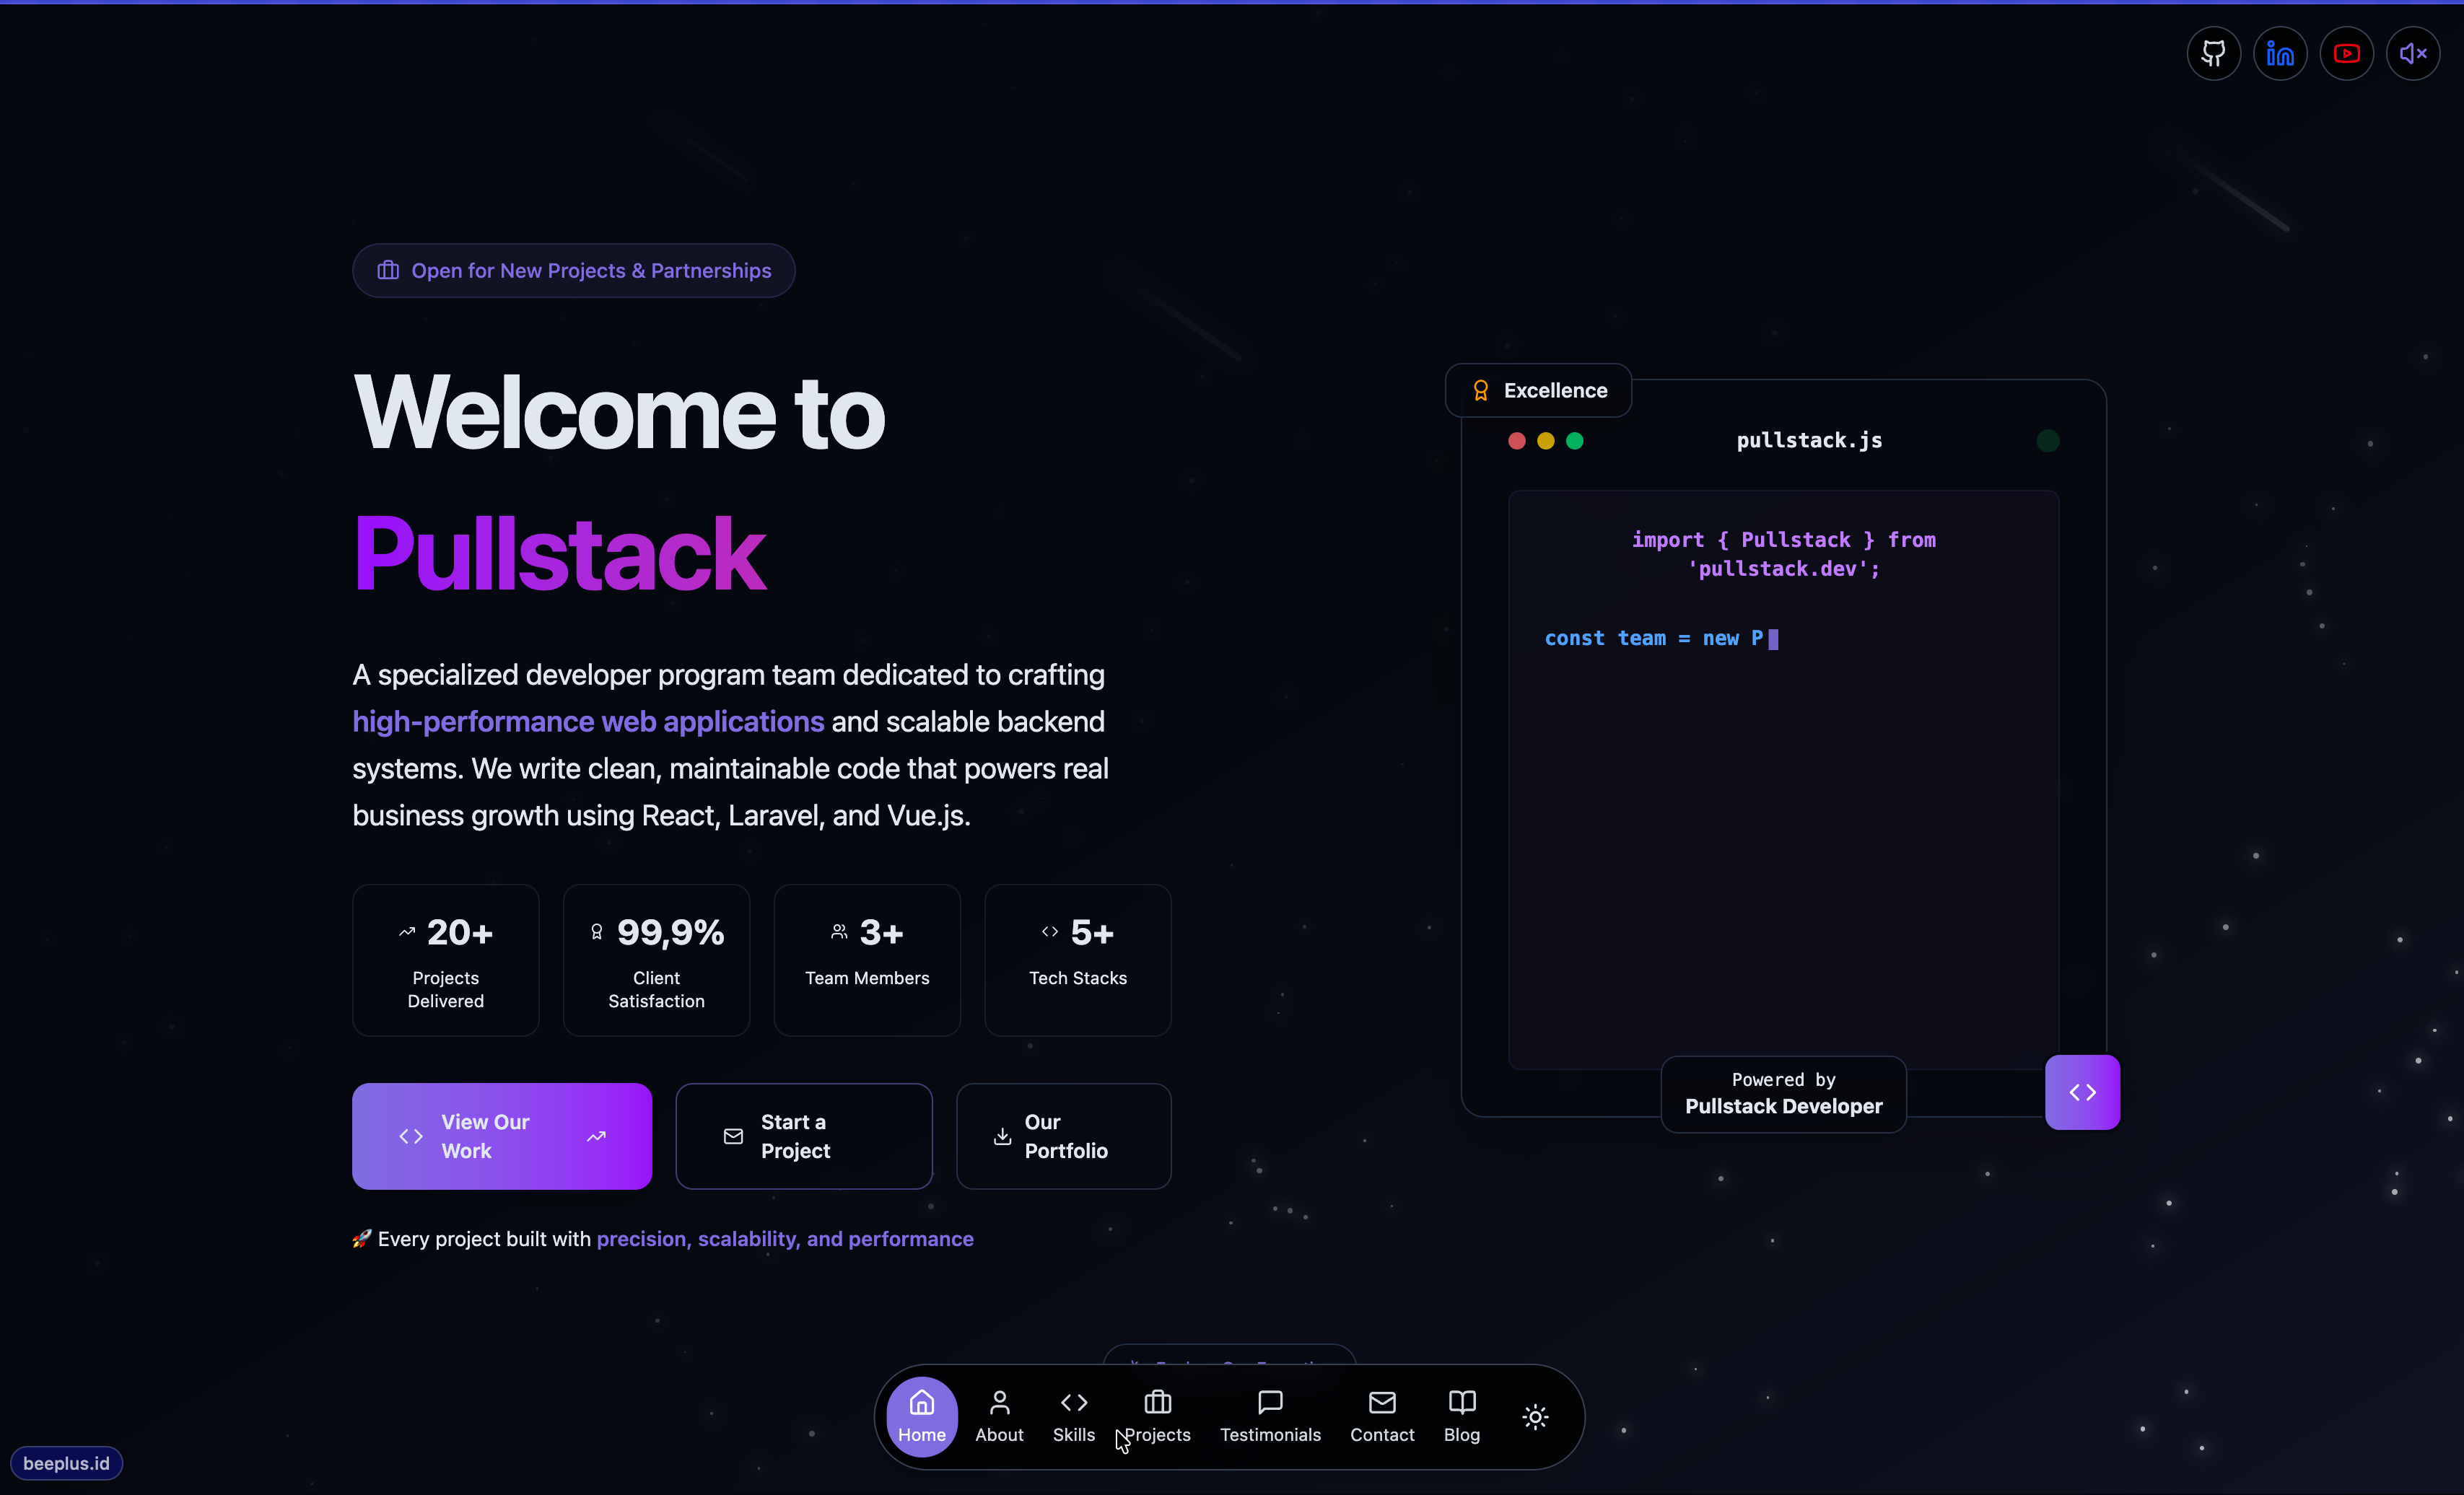 Open for New Projects & Partnerships
Welcome to
Pullstack
A specialized developer program team dedicated to crafting
high-performance web applications and scalable backend
systems. We write clean, maintainable code that powers real
business growth using React, Laravel, and Vue.js.
20+
Projects
Delivered
99,9%
Client
Satisfaction
3+
Team Members
5+
Tech Stacks
View Our
Work
Start a
Project
Our
Portfolio
🚀 Every project built with precision, scalability, and performance
Excellence
pullstack.js
import { Pullstack } from
'pullstack.dev';
const team = new P
Powered by
Pullstack Developer
Home
About
Skills
Projects
Testimonials
Contact
Blog
beeplus.id